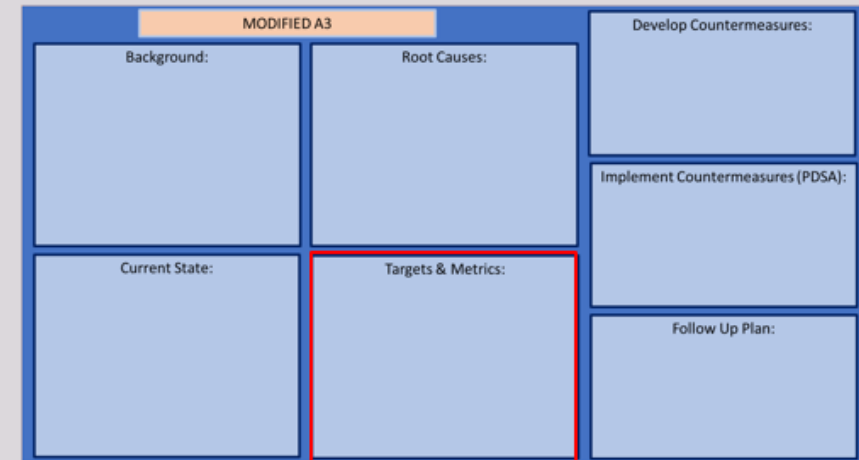 MODIFIED A3
Background:
Root Causes:
Current State:
Targets & Metrics:
Develop Countermeasures:
Implement Countermeasures (PDSA):
Follow Up Plan: